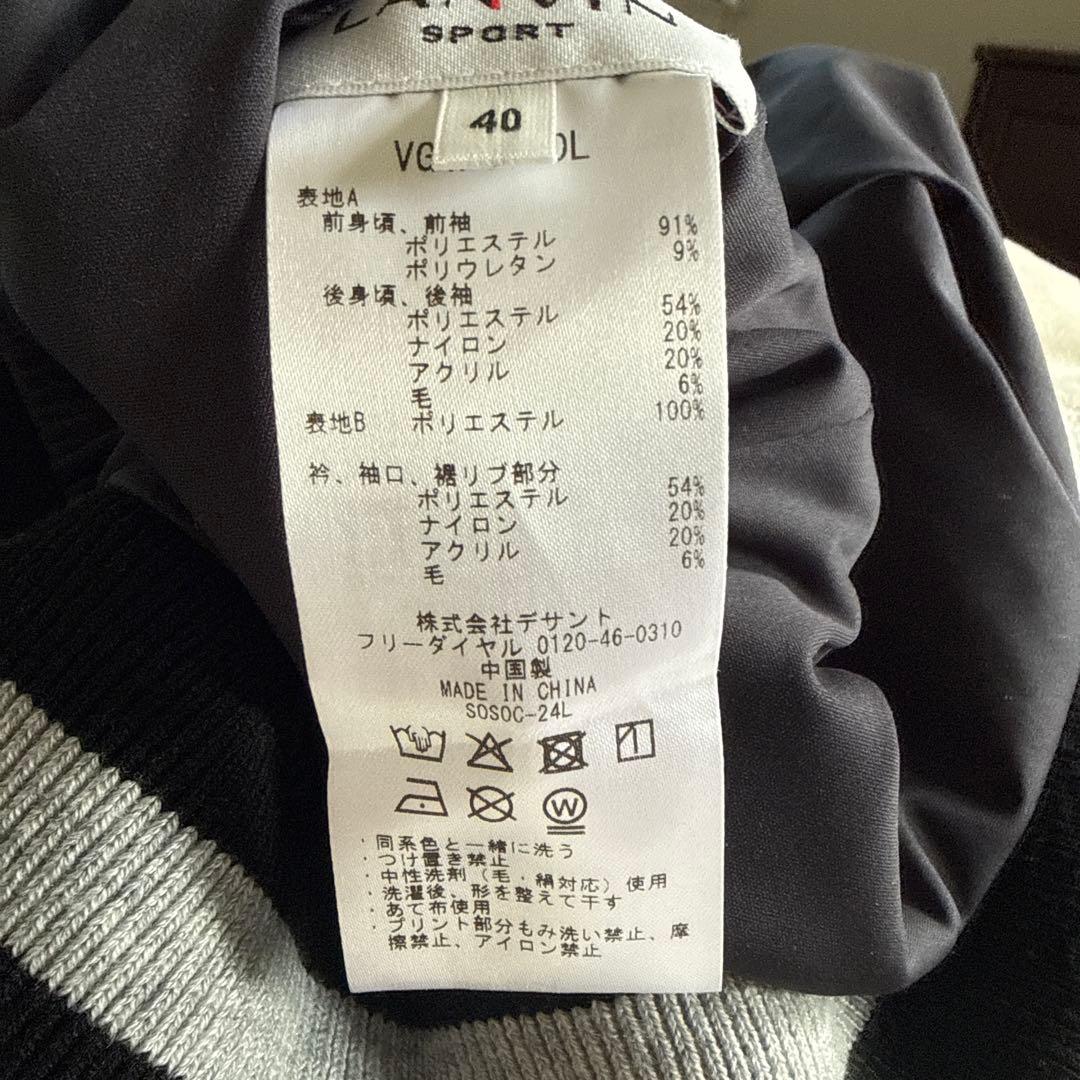 LANVIN
SPORT
40
VG
0L
表地A
前身頃、前袖
ポリエステル 91%
ポリウレタン 9%
後身頃、後袖
ポリエステル 54%
ナイロン 20%
アクリル 20%
毛 6%
表地B ポリエステル 100%
衿、袖口、裾リブ部分
ポリエステル 54%
ナイロン 20%
アクリル 20%
毛 6%
株式会社デサント
フリーダイヤル 0120-46-0310
中国製
MADE IN CHINA
SOSOC-24L
W
・同系色と一緒に洗う
・つけ置き禁止
・中性洗剤(毛・絹対応)使用
・洗濯後、形を整えて干す
・あて布使用
・プリント部分もみ洗い禁止、摩
擦禁止、アイロン禁止